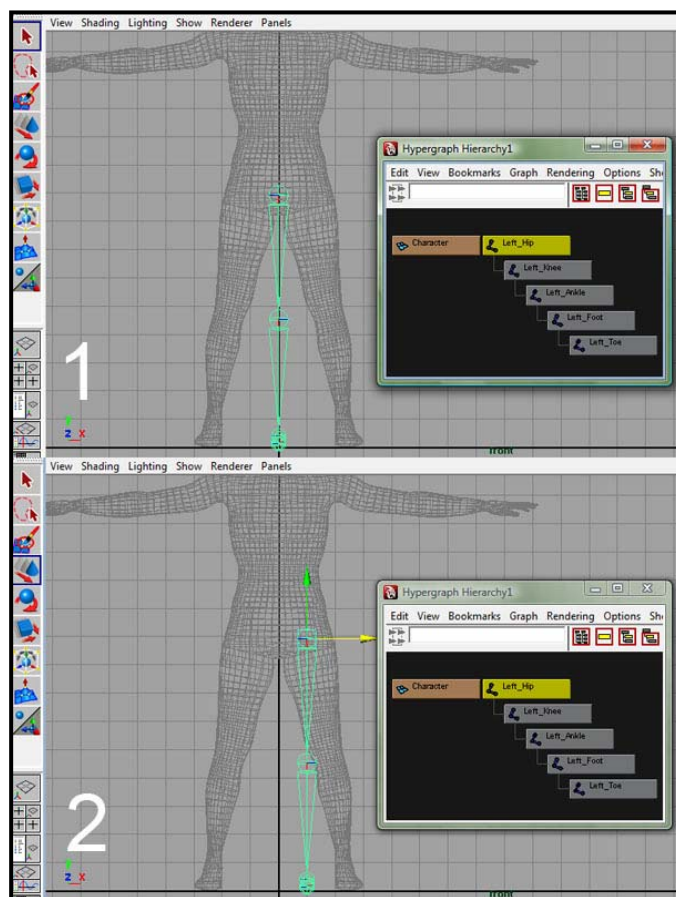 View Shading Lighting Show Renderer Panels
Hypergraph Hierarchy1
Edit View Bookmarks Graph Rendering Options Sho
Character
Left_Hip
Left_Knee
Left_Ankle
Left_Foot
Left_Toe
1
Y
Z X
front
View Shading Lighting Show Renderer Panels
Hypergraph Hierarchy1
Edit View Bookmarks Graph Rendering Options Sho
Character
Left_Hip
Left_Knee
Left_Ankle
Left_Foot
Left_Toe
2
Y
Z X
front